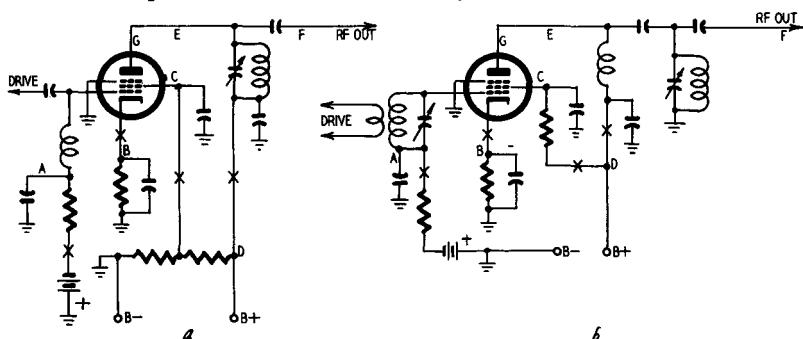 G E F RF OUT
DRIVE C
A B D
B- B+
a
G E RF OUT
F
C
DRIVE
A B D
B- B+
b